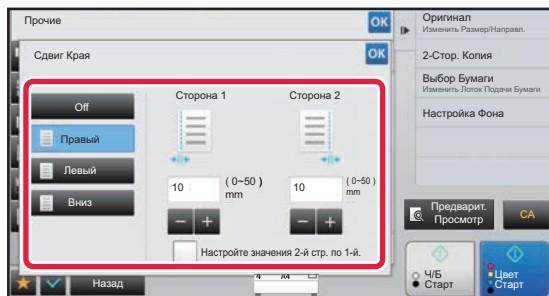 Прочие
OK
Сдвиг Края
OK
Off
Правый
Левый
Вниз
Сторона 1
Сторона 2
10
( 0~50 )
mm
10
( 0~50 )
mm
− +
− +
Настройте значения 2-й стр. по 1-й.
Назад
A4
Оригинал
Изменить Размер/Направл.
2-Стор. Копия
Выбор Бумаги
Изменить Лоток Подачи Бумаги
Настройка Фона
Предварит.
Просмотр
CA
Ч/Б
Старт
Цвет
Старт